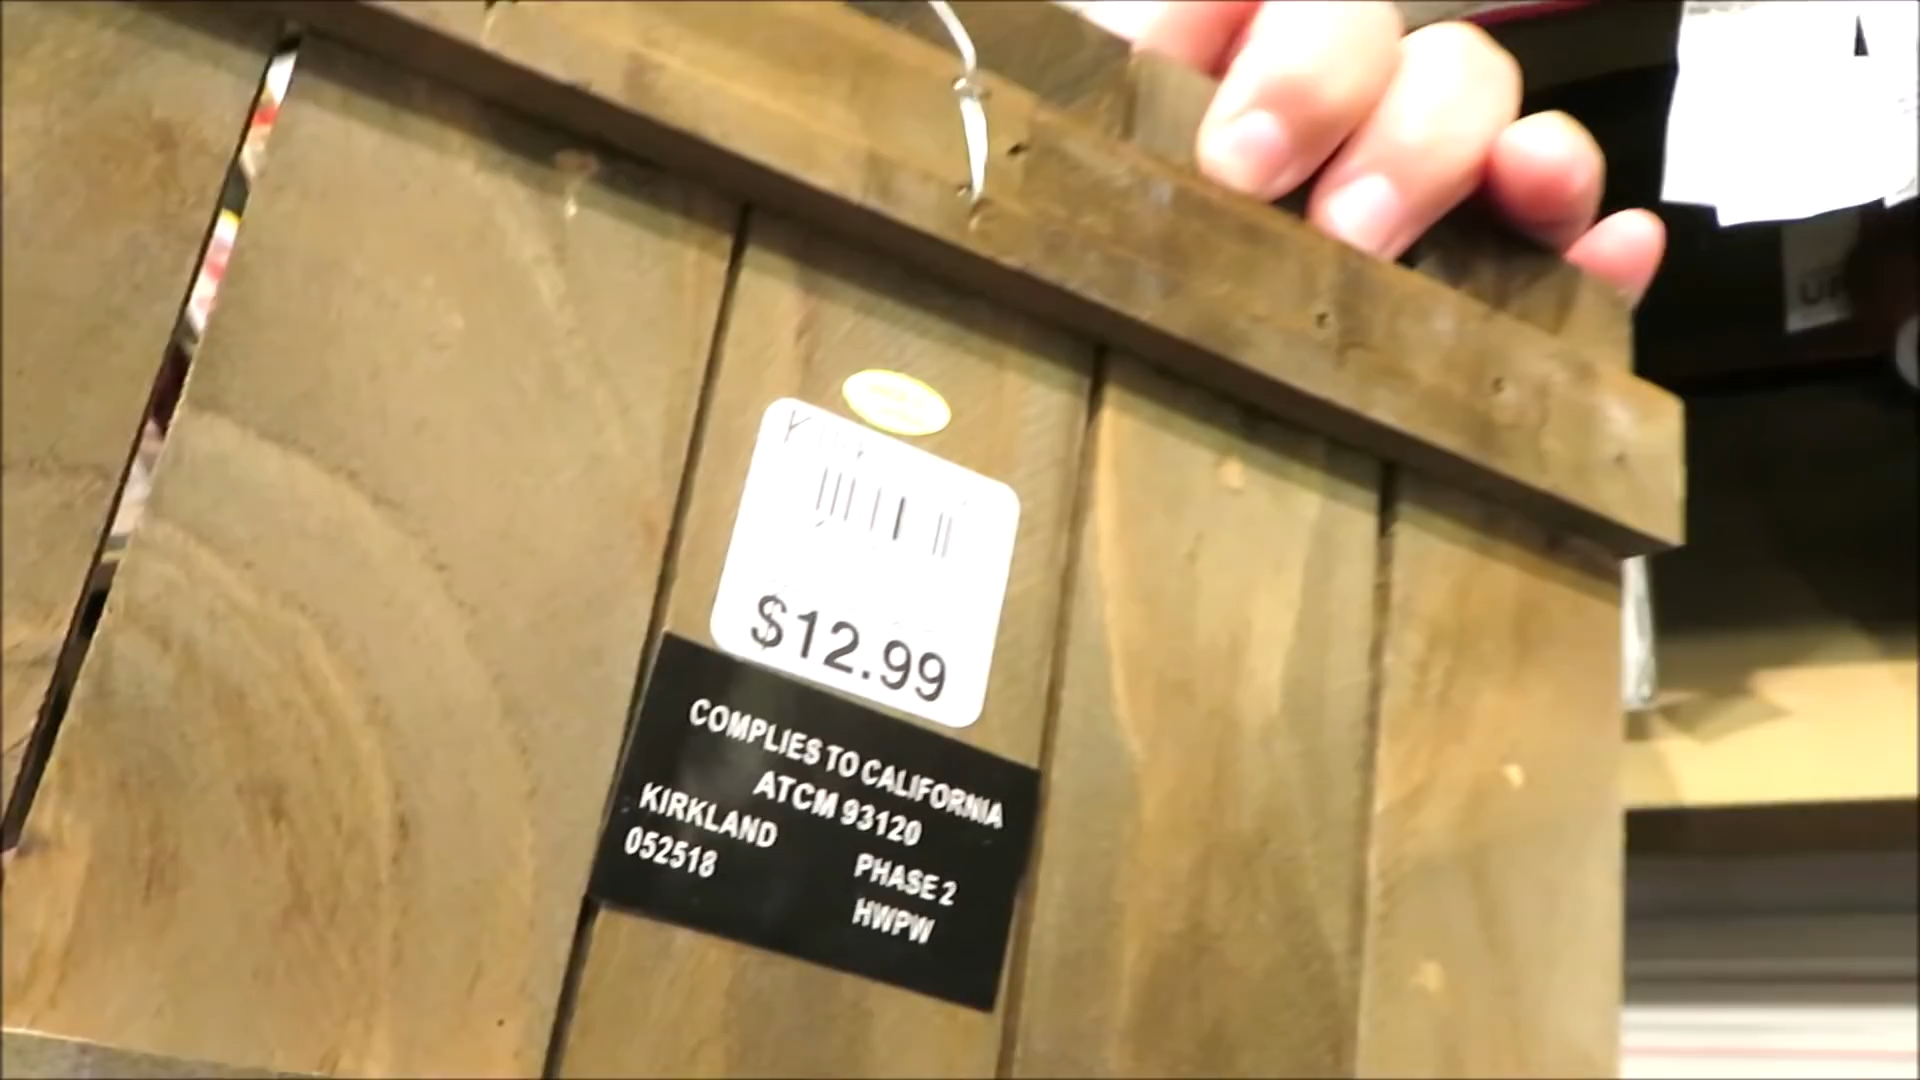 $12.99
COMPLIES TO CALIFORNIA
ATCM 93120
KIRKLAND
052518
PHASE 2
HWPW